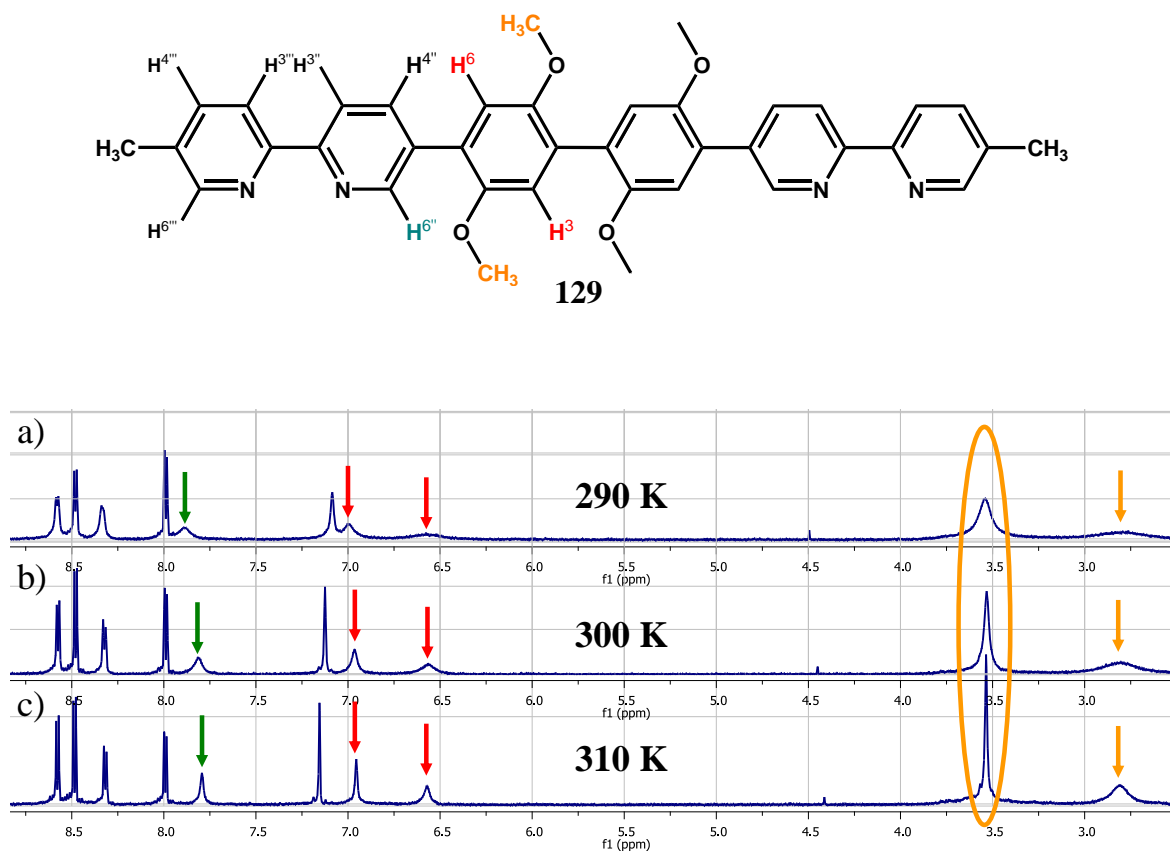 H₃C
H⁴''' H³''' H³'' H⁴'' H⁶ O O
H₃C N N N N CH₃
H⁶''' H⁶'' O H³ O
CH₃
129
a)
290 K
8.5 8.0 7.5 7.0 6.5 6.0 5.5 5.0 4.5 4.0 3.5 3.0
f1 (ppm)
b)
300 K
8.5 8.0 7.5 7.0 6.5 6.0 5.5 5.0 4.5 4.0 3.5 3.0
f1 (ppm)
c)
310 K
8.5 8.0 7.5 7.0 6.5 6.0 5.5 5.0 4.5 4.0 3.5 3.0
f1 (ppm)